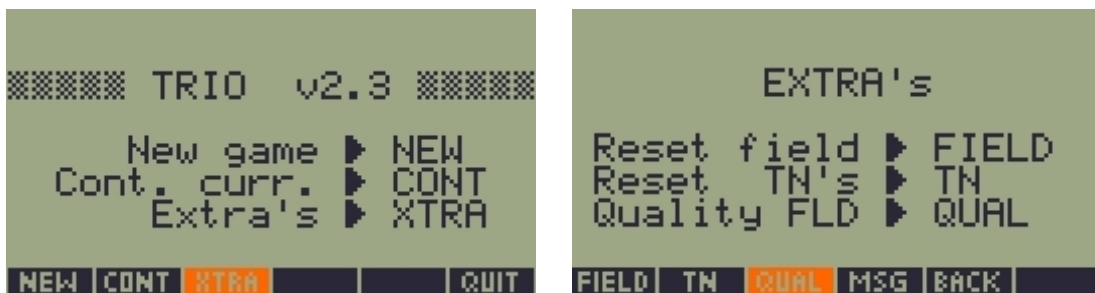 TRIO v2.3
New game ▶ NEW
Cont. curr. ▶ CONT
Extra's ▶ XTRA
NEW CONT XTRA QUIT
EXTRA's
Reset field ▶ FIELD
Reset TN's ▶ TN
Quality FLD ▶ QUAL
FIELD TN QUAL MSG BACK